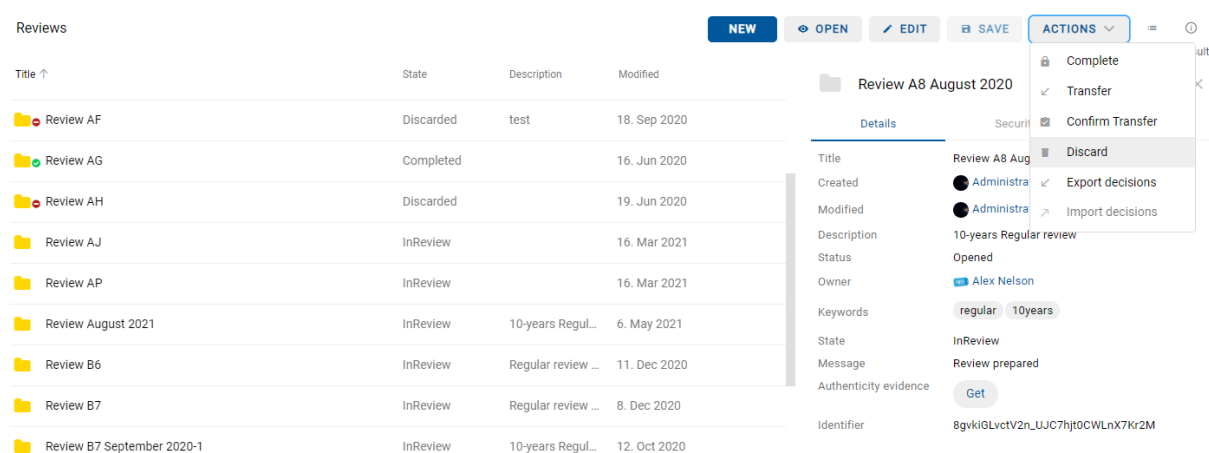 Reviews
NEW
OPEN
EDIT
SAVE
ACTIONS
Title State Description Modified
Review AF Discarded test 18. Sep 2020
Review AG Completed 16. Jun 2020
Review AH Discarded 19. Jun 2020
Review AJ InReview 16. Mar 2021
Review AP InReview 16. Mar 2021
Review August 2021 InReview 10-years Regul... 6. May 2021
Review B6 InReview Regular review ... 11. Dec 2020
Review B7 InReview Regular review ... 8. Dec 2020
Review B7 September 2020-1 InReview 10-years Regul... 12. Oct 2020
Complete
Transfer
Confirm Transfer
Discard
Export decisions
Import decisions
Review A8 August 2020
Details
Title Review A8
Created
Modified
Description 10-years Regular review
Status Opened
Owner Alex Nelson
Keywords regular 10years
State InReview
Message Review prepared
Authenticity evidence Get
Identifier 8gvkiGLvctV2n_UJC7hjt0CWLnX7Kr2M